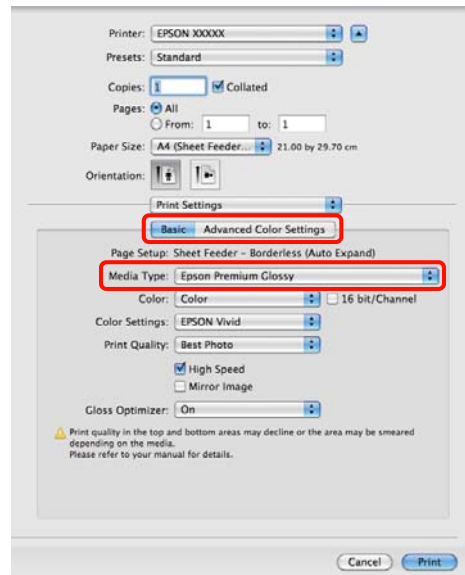 Printer: EPSON XXXXX
Presets: Standard
Copies: 1 Collated
Pages: All
From: 1 to: 1
Paper Size: A4 (Sheet Feeder... 21.00 by 29.70 cm
Orientation:
Print Settings
Basic Advanced Color Settings
Page Setup: Sheet Feeder - Borderless (Auto Expand)
Media Type: Epson Premium Glossy
Color: Color 16 bit/Channel
Color Settings: EPSON Vivid
Print Quality: Best Photo
High Speed
Mirror Image
Gloss Optimizer: On
Print quality in the top and bottom areas may decline or the area may be smeared
depending on the media.
Please refer to your manual for details.
Cancel Print